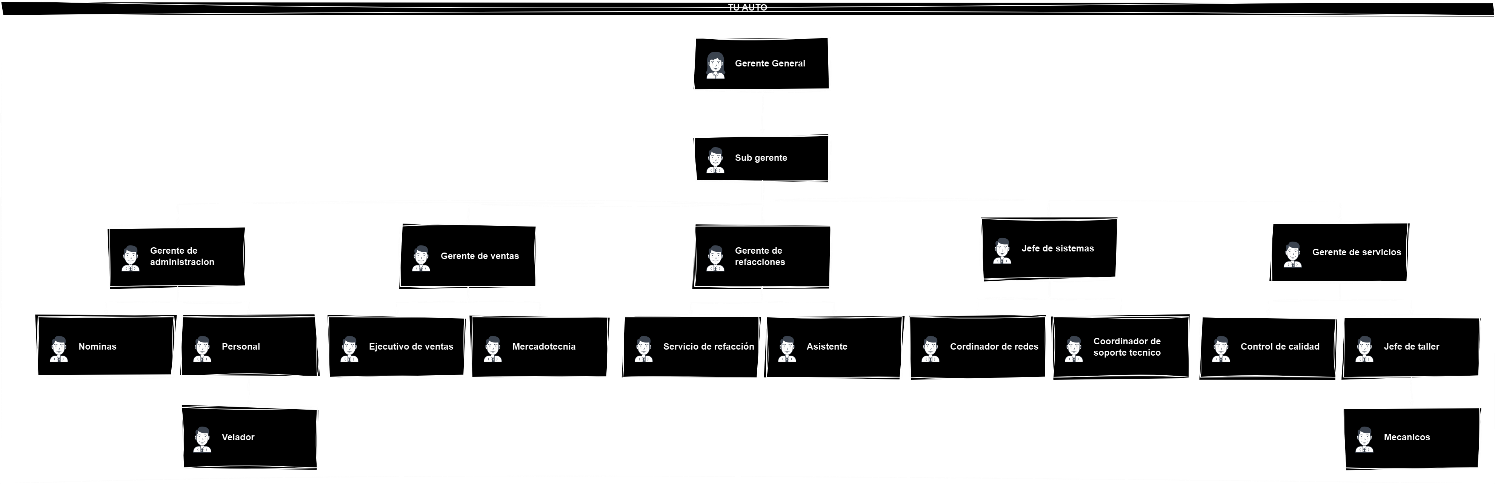 TU AUTO
Gerente General
Sub gerente
Gerente de
administracion
Gerente de ventas
Gerente de
refacciones
Jefe de sistemas
Gerente de servicios
Nominas
Personal
Ejecutivo de ventas
Mercadotecnia
Servicio de refacción
Asistente
Cordinador de redes
Coordinador de
soporte tecnico
Control de calidad
Jefe de taller
Velador
Mecanicos